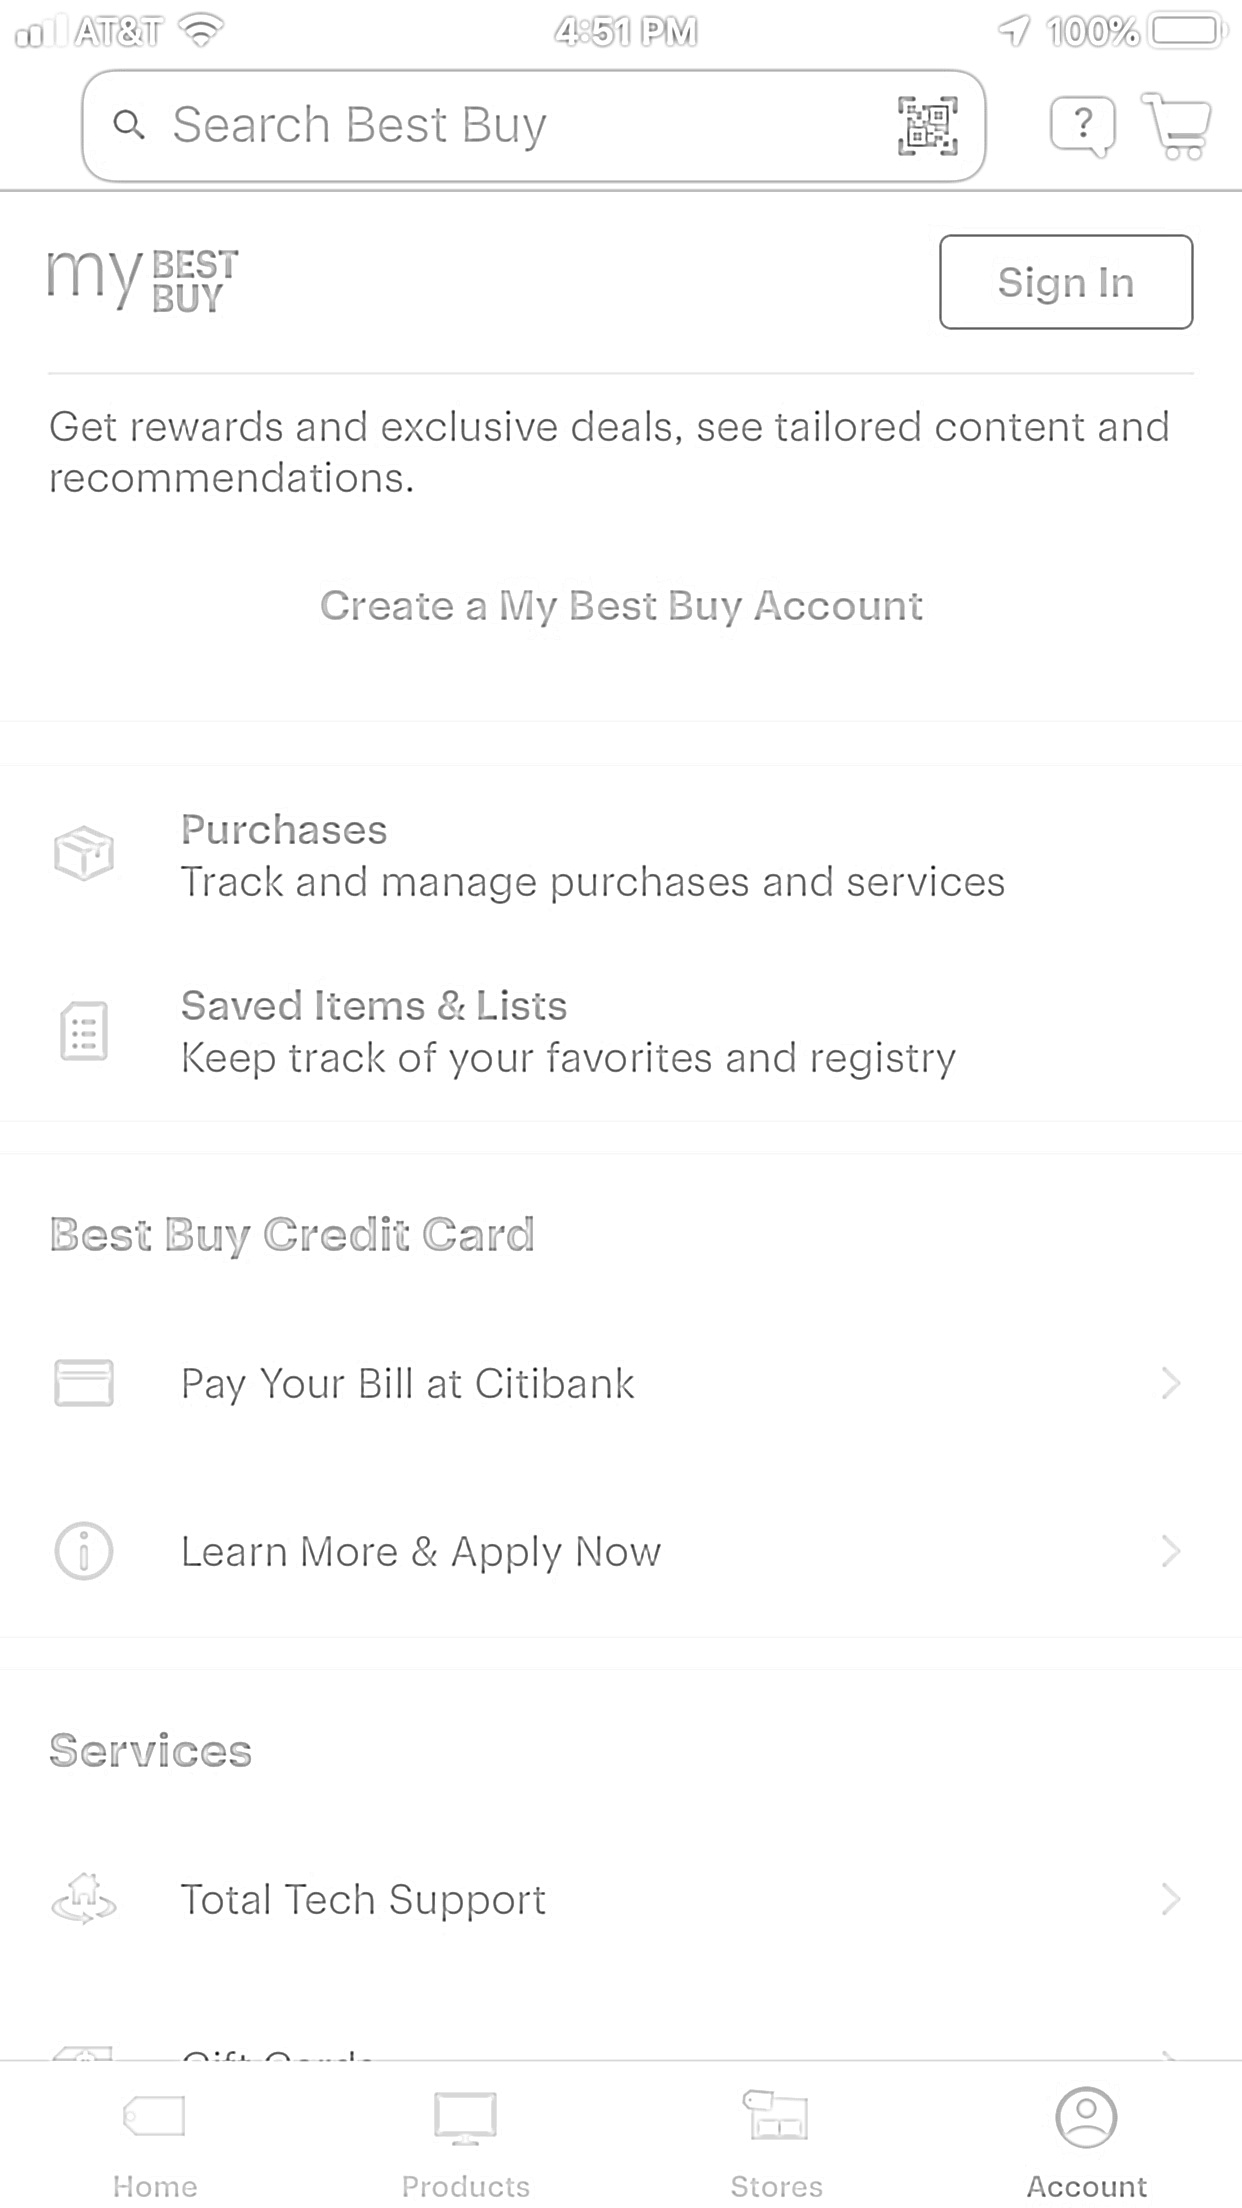 AT&T 4:51 PM 100%
Search Best Buy ?
my BEST BUY
Sign In
Get rewards and exclusive deals, see tailored content and
recommendations.
Create a My Best Buy Account
Purchases
Track and manage purchases and services
Saved Items & Lists
Keep track of your favorites and registry
Best Buy Credit Card
Pay Your Bill at Citibank
Learn More & Apply Now
Services
Total Tech Support
Gift Cards
Home Products Stores Account